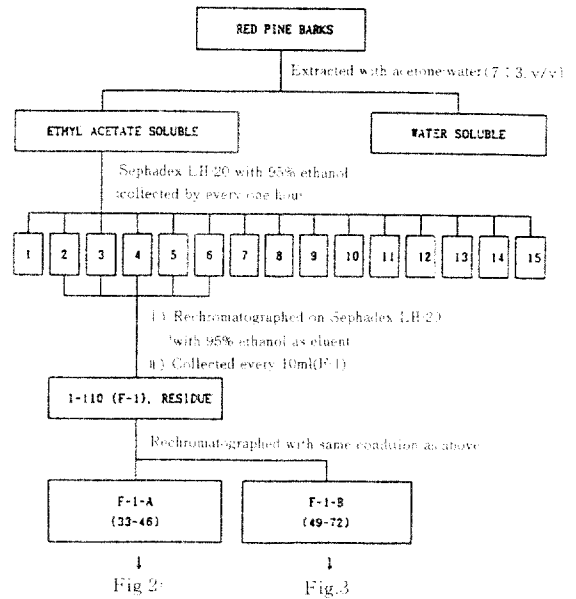 RED PINE BARKS
Extracted with acetone-water(7 : 3, v/v)
ETHYL ACETATE SOLUBLE
WATER SOLUBLE
Sephadex LH-20 with 95% ethanol
collected by every one hour
1 2 3 4 5 6 7 8 9 10 11 12 13 14 15
i ) Rechromatographed on Sephadex LH-20
with 95% ethanol as eluent
ii ) Collected every 10ml(F-1)
1-110 (F-1), RESIDUE
Rechromatographed with same condition as above
F-1-A
(33-46)
F-1-B
(49-72)
Fig 2
Fig.3